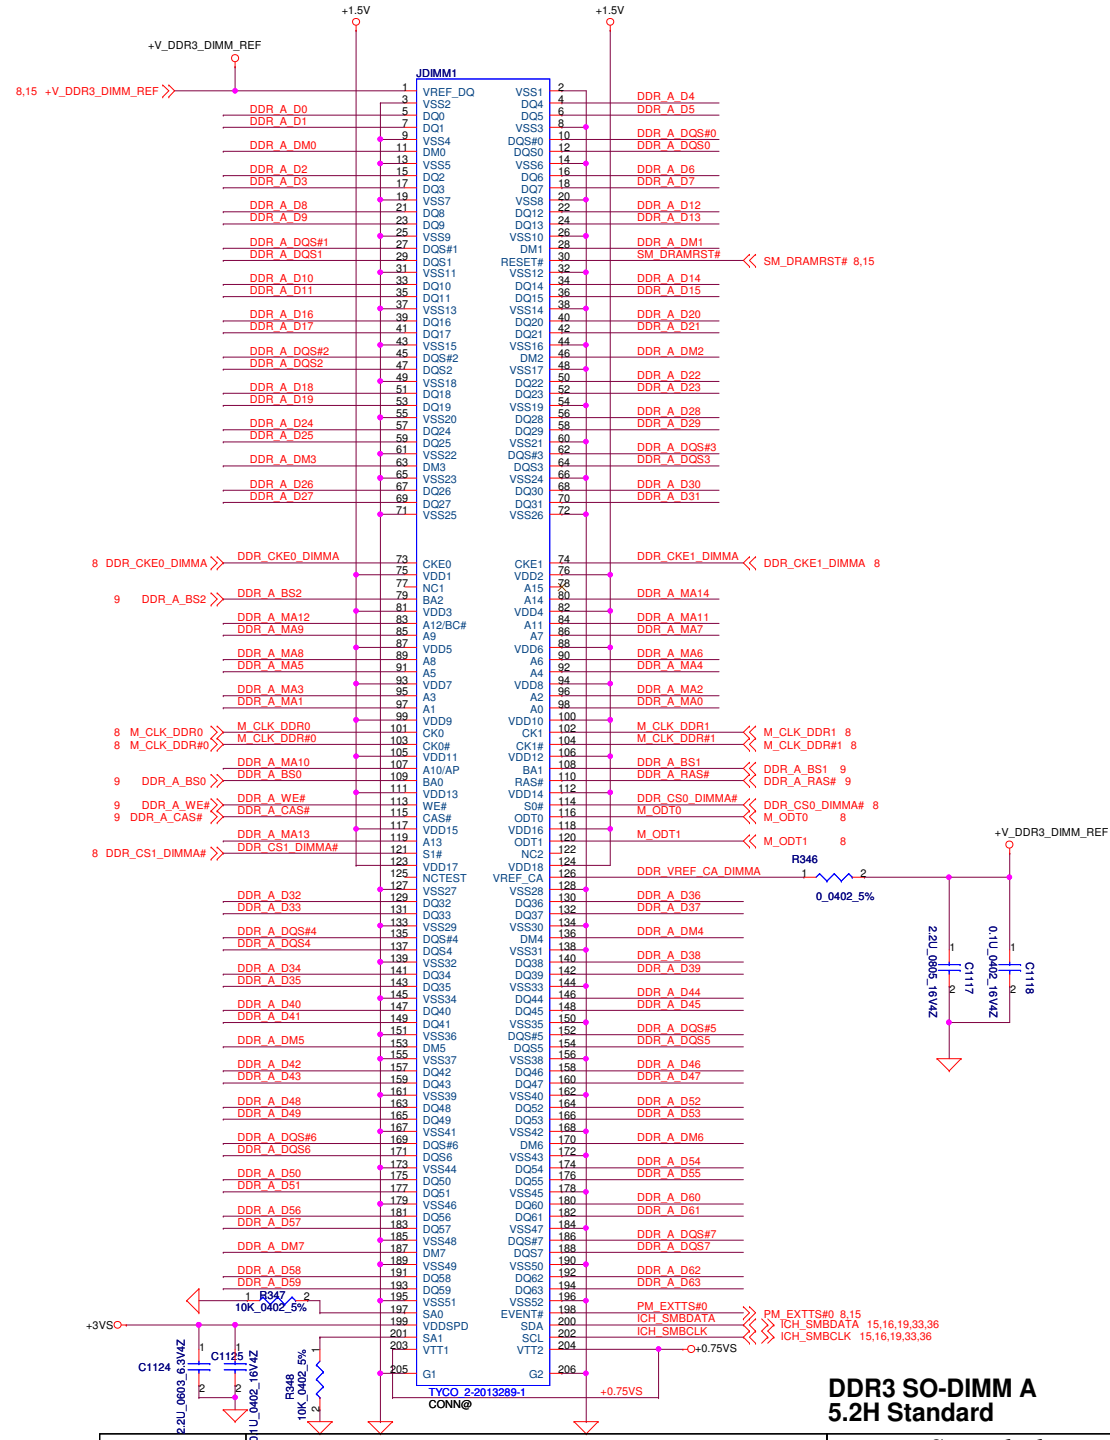 +1.5V +1.5V
+V_DDR3_DIMM_REF
JDIMM1
8,15 +V_DDR3_DIMM_REF 1 VREF_DQ VSS1 2
3 VSS2 DQ4 4 DDR_A_D4
DDR_A_D0 5 DQ0 DQ5 6 DDR_A_D5
DDR_A_D1 7 DQ1 VSS3 8
9 VSS4 DQS#0 10 DDR_A_DQS#0
DDR_A_DM0 11 DM0 DQS0 12 DDR_A_DQS0
13 VSS5 VSS6 14
DDR_A_D2 15 DQ2 DQ6 16 DDR_A_D6
DDR_A_D3 17 DQ3 DQ7 18 DDR_A_D7
19 VSS7 VSS8 20
DDR_A_D8 21 DQ8 DQ12 22 DDR_A_D12
DDR_A_D9 23 DQ9 DQ13 24 DDR_A_D13
25 VSS9 VSS10 26
DDR_A_DQS#1 27 DQS#1 DM1 28 DDR_A_DM1
DDR_A_DQS1 29 DQS1 RESET# 30 SM_DRAMRST# SM_DRAMRST# 8,15
31 VSS11 VSS12 32
DDR_A_D10 33 DQ10 DQ14 34 DDR_A_D14
DDR_A_D11 35 DQ11 DQ15 36 DDR_A_D15
37 VSS13 VSS14 38
DDR_A_D16 39 DQ16 DQ20 40 DDR_A_D20
DDR_A_D17 41 DQ17 DQ21 42 DDR_A_D21
43 VSS15 VSS16 44
DDR_A_DQS#2 45 DQS#2 DM2 46 DDR_A_DM2
DDR_A_DQS2 47 DQS2 VSS17 48
49 VSS18 DQ22 50 DDR_A_D22
DDR_A_D18 51 DQ18 DQ23 52 DDR_A_D23
DDR_A_D19 53 DQ19 VSS19 54
55 VSS20 DQ28 56 DDR_A_D28
DDR_A_D24 57 DQ24 DQ29 58 DDR_A_D29
DDR_A_D25 59 DQ25 VSS21 60
61 VSS22 DQS#3 62 DDR_A_DQS#3
DDR_A_DM3 63 DM3 DQS3 64 DDR_A_DQS3
65 VSS23 VSS24 66
DDR_A_D26 67 DQ26 DQ30 68 DDR_A_D30
DDR_A_D27 69 DQ27 DQ31 70 DDR_A_D31
71 VSS25 VSS26 72
8 DDR_CKE0_DIMMA DDR_CKE0_DIMMA 73 CKE0 CKE1 74 DDR_CKE1_DIMMA DDR_CKE1_DIMMA 8
75 VDD1 VDD2 76
77 NC1 A15 78
9 DDR_A_BS2 DDR_A_BS2 79 BA2 A14 80 DDR_A_MA14
81 VDD3 VDD4 82
DDR_A_MA12 83 A12/BC# A11 84 DDR_A_MA11
DDR_A_MA9 85 A9 A7 86 DDR_A_MA7
87 VDD5 VDD6 88
DDR_A_MA8 89 A8 A6 90 DDR_A_MA6
DDR_A_MA5 91 A5 A4 92 DDR_A_MA4
93 VDD7 VDD8 94
DDR_A_MA3 95 A3 A2 96 DDR_A_MA2
DDR_A_MA1 97 A1 A0 98 DDR_A_MA0
99 VDD9 VDD10 100
8 M_CLK_DDR0 M_CLK_DDR0 101 CK0 CK1 102 M_CLK_DDR1 M_CLK_DDR1 8
8 M_CLK_DDR#0 M_CLK_DDR#0 103 CK0# CK1# 104 M_CLK_DDR#1 M_CLK_DDR#1 8
105 VDD11 VDD12 106
DDR_A_MA10 107 A10/AP BA1 108 DDR_A_BS1 DDR_A_BS1 9
9 DDR_A_BS0 DDR_A_BS0 109 BA0 RAS# 110 DDR_A_RAS# DDR_A_RAS# 9
111 VDD13 VDD14 112
9 DDR_A_WE# DDR_A_WE# 113 WE# S0# 114 DDR_CS0_DIMMA# DDR_CS0_DIMMA# 8
9 DDR_A_CAS# DDR_A_CAS# 115 CAS# ODT0 116 M_ODT0 M_ODT0 8
117 VDD15 VDD16 118
DDR_A_MA13 119 A13 ODT1 120 M_ODT1 M_ODT1 8
+V_DDR3_DIMM_REF
8 DDR_CS1_DIMMA# DDR_CS1_DIMMA# 121 S1# NC2 122
123 VDD17 VDD18 124
R346
125 NCTEST VREF_CA 126 DDR_VREF_CA_DIMMA 1 2
0_0402_5%
127 VSS27 VSS28 128
DDR_A_D32 129 DQ32 DQ36 130 DDR_A_D36
DDR_A_D33 131 DQ33 DQ37 132 DDR_A_D37
133 VSS29 VSS30 134
DDR_A_DQS#4 135 DQS#4 DM4 136 DDR_A_DM4
DDR_A_DQS4 137 DQS4 VSS31 138
139 VSS32 DQ38 140 DDR_A_D38
DDR_A_D34 141 DQ34 DQ39 142 DDR_A_D39
DDR_A_D35 143 DQ35 VSS33 144
2.2U_0805_16V4Z 1 2 C1117
0.1U_0402_16V4Z 1 2 C1118
145 VSS34 DQ44 146 DDR_A_D44
DDR_A_D40 147 DQ40 DQ45 148 DDR_A_D45
DDR_A_D41 149 DQ41 VSS35 150
151 VSS36 DQS#5 152 DDR_A_DQS#5
DDR_A_DM5 153 DM5 DQS5 154 DDR_A_DQS5
155 VSS37 VSS38 156
DDR_A_D42 157 DQ42 DQ46 158 DDR_A_D46
DDR_A_D43 159 DQ43 DQ47 160 DDR_A_D47
161 VSS39 VSS40 162
DDR_A_D48 163 DQ48 DQ52 164 DDR_A_D52
DDR_A_D49 165 DQ49 DQ53 166 DDR_A_D53
167 VSS41 VSS42 168
DDR_A_DQS#6 169 DQS#6 DM6 170 DDR_A_DM6
DDR_A_DQS6 171 DQS6 VSS43 172
173 VSS44 DQ54 174 DDR_A_D54
DDR_A_D50 175 DQ50 DQ55 176 DDR_A_D55
DDR_A_D51 177 DQ51 VSS45 178
179 VSS46 DQ60 180 DDR_A_D60
DDR_A_D56 181 DQ56 DQ61 182 DDR_A_D61
DDR_A_D57 183 DQ57 VSS47 184
185 VSS48 DQS#7 186 DDR_A_DQS#7
DDR_A_DM7 187 DM7 DQS7 188 DDR_A_DQS7
189 VSS49 VSS50 190
DDR_A_D58 191 DQ58 DQ62 192 DDR_A_D62
DDR_A_D59 193 DQ59 DQ63 194 DDR_A_D63
1 R347 2 195 VSS51 VSS52 196
10K_0402_5%
197 SA0 EVENT# 198 PM_EXTTS#0 PM_EXTTS#0 8,15
+3VS 199 VDDSPD SDA 200 ICH_SMBDATA ICH_SMBDATA 15,16,19,33,36
201 SA1 SCL 202 ICH_SMBCLK ICH_SMBCLK 15,16,19,33,36
203 VTT1 VTT2 204 +0.75VS
205 G1 G2 206
C1124 1 2 2.2U_0603_6.3V4Z
C1125 1 2 0.1U_0402_16V4Z
R348 10K_0402_5% 1 2
TYCO_2-2013289-1 +0.75VS
CONN@
DDR3 SO-DIMM A
5.2H Standard